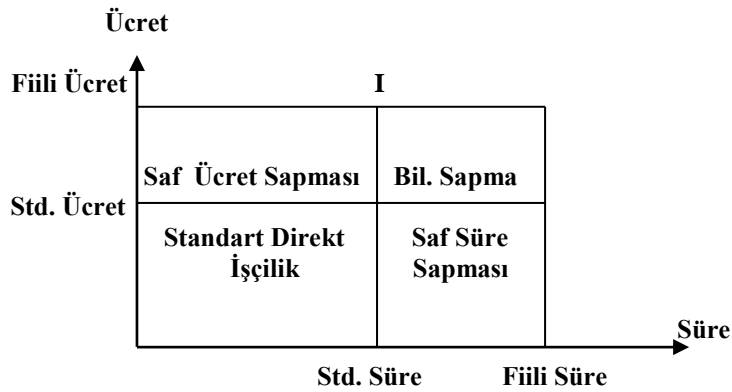 Ücret
Fiili Ücret
I
Saf Ücret Sapması
Bil. Sapma
Std. Ücret
Standart Direkt
İşçilik
Saf Süre
Sapması
Süre
Std. Süre
Fiili Süre